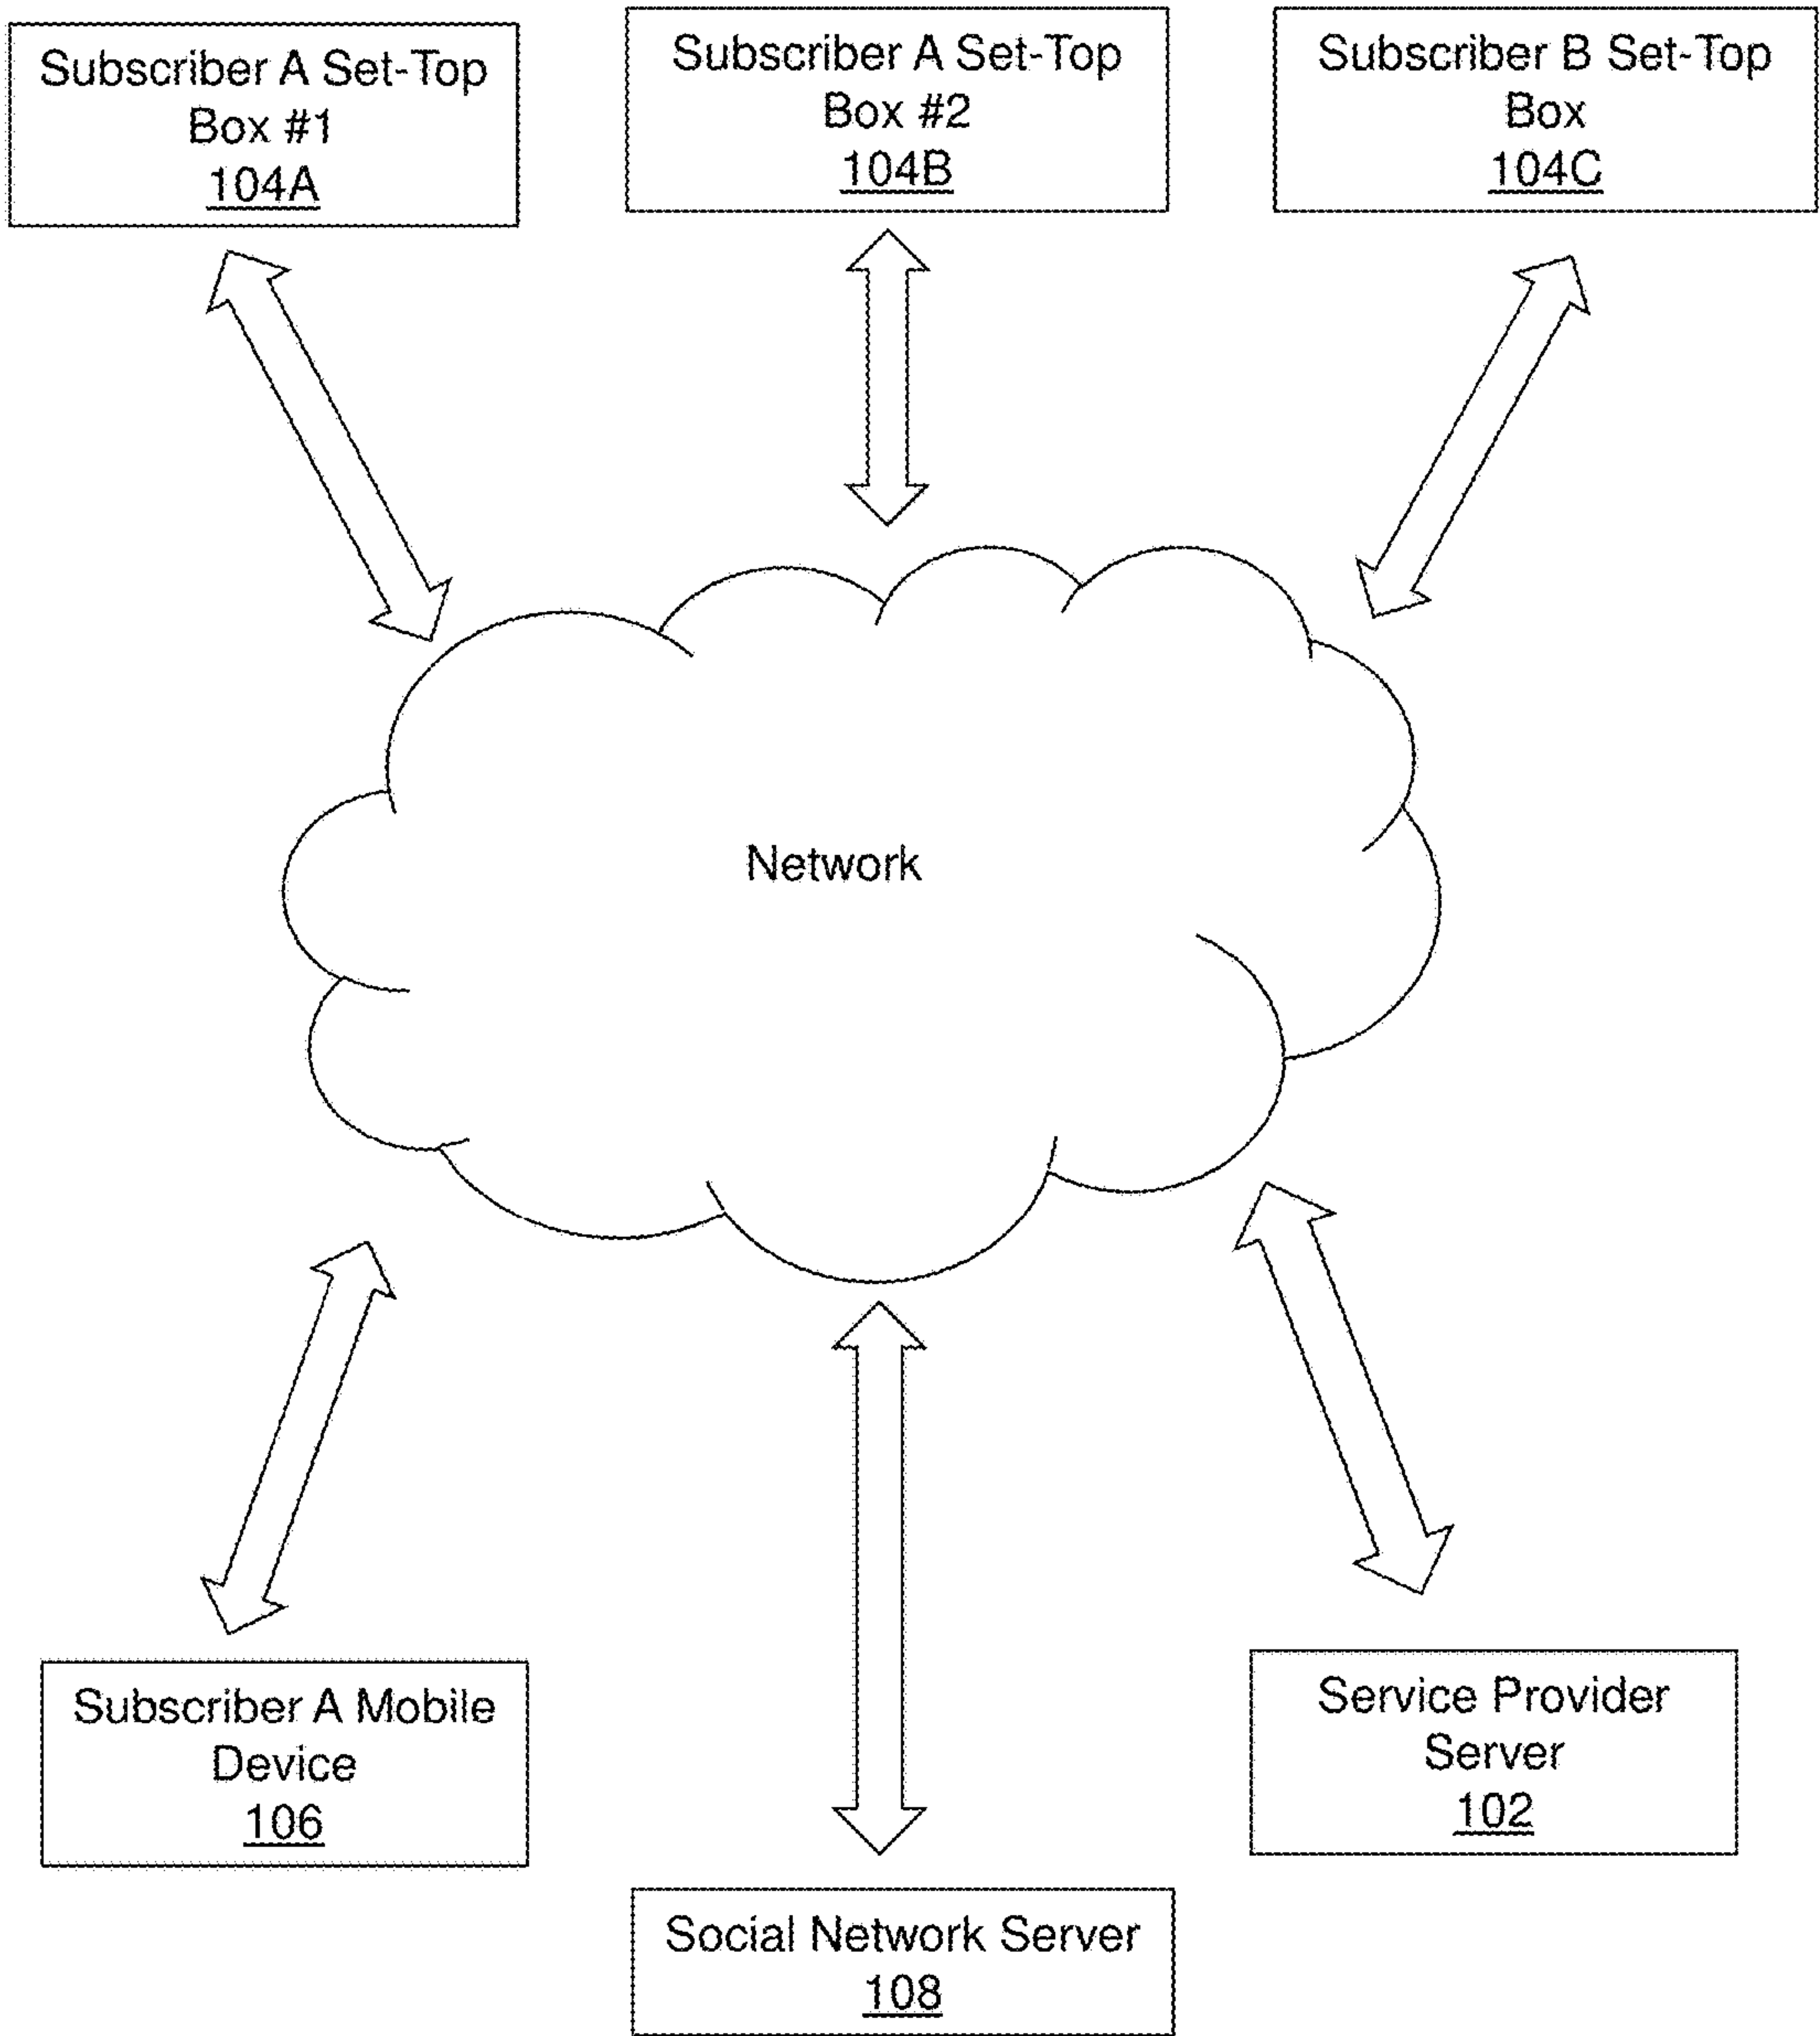 Subscriber A Set-Top
Box #1
104A
Subscriber A Set-Top
Box #2
104B
Subscriber B Set-Top
Box
104C
Network
Subscriber A Mobile
Device
106
Social Network Server
108
Service Provider
Server
102